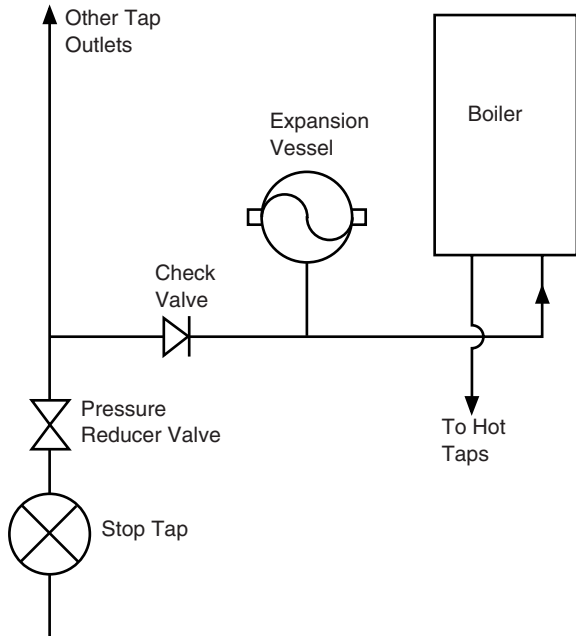 Other Tap
Outlets
Boiler
Expansion
Vessel
Check
Valve
Pressure
Reducer Valve
To Hot
Taps
Stop Tap